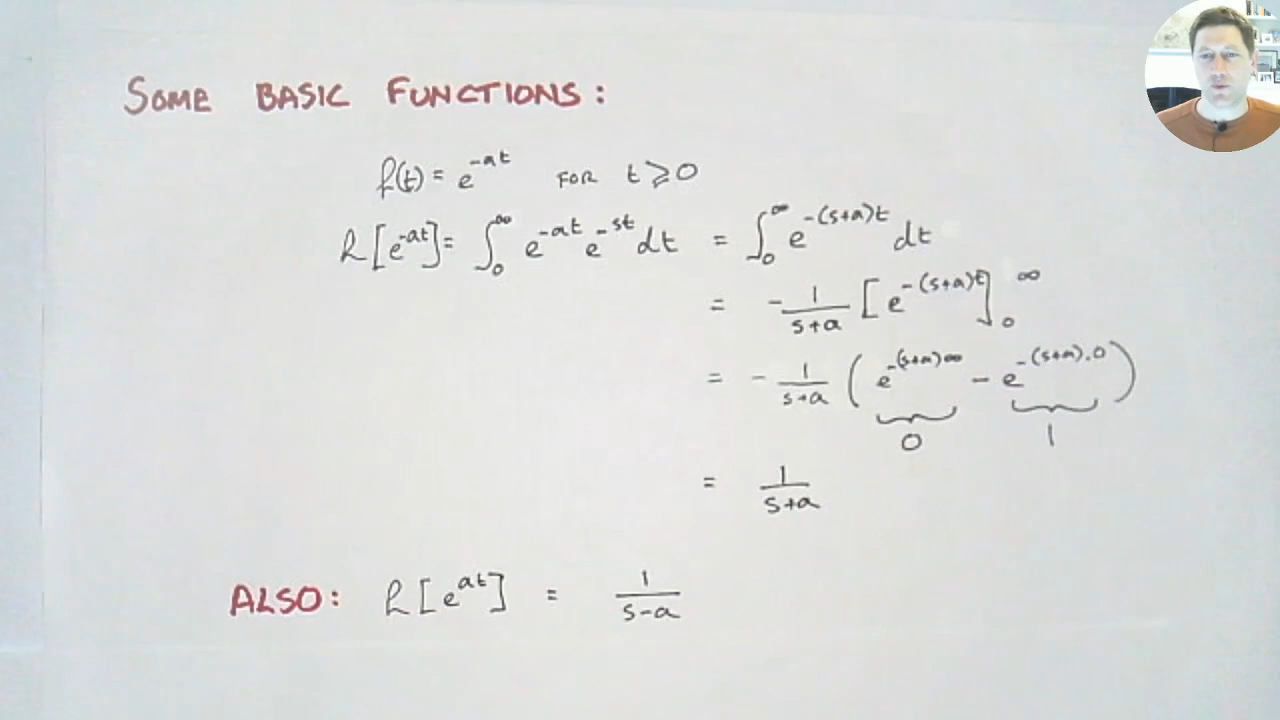 SOME BASIC FUNCTIONS:
f(t) = e^{-at} FOR t ⩾ 0
ℒ[e^{-at}] = ∫_0^∞ e^{-at} e^{-st} dt = ∫_0^∞ e^{-(s+a)t} dt
= - 1/(s+a) [e^{-(s+a)t}]_0^∞
= - 1/(s+a) (e^{-(s+a)∞} - e^{-(s+a).0})
0 1
= 1/(s+a)
ALSO: ℒ[e^{at}] = 1/(s-a)